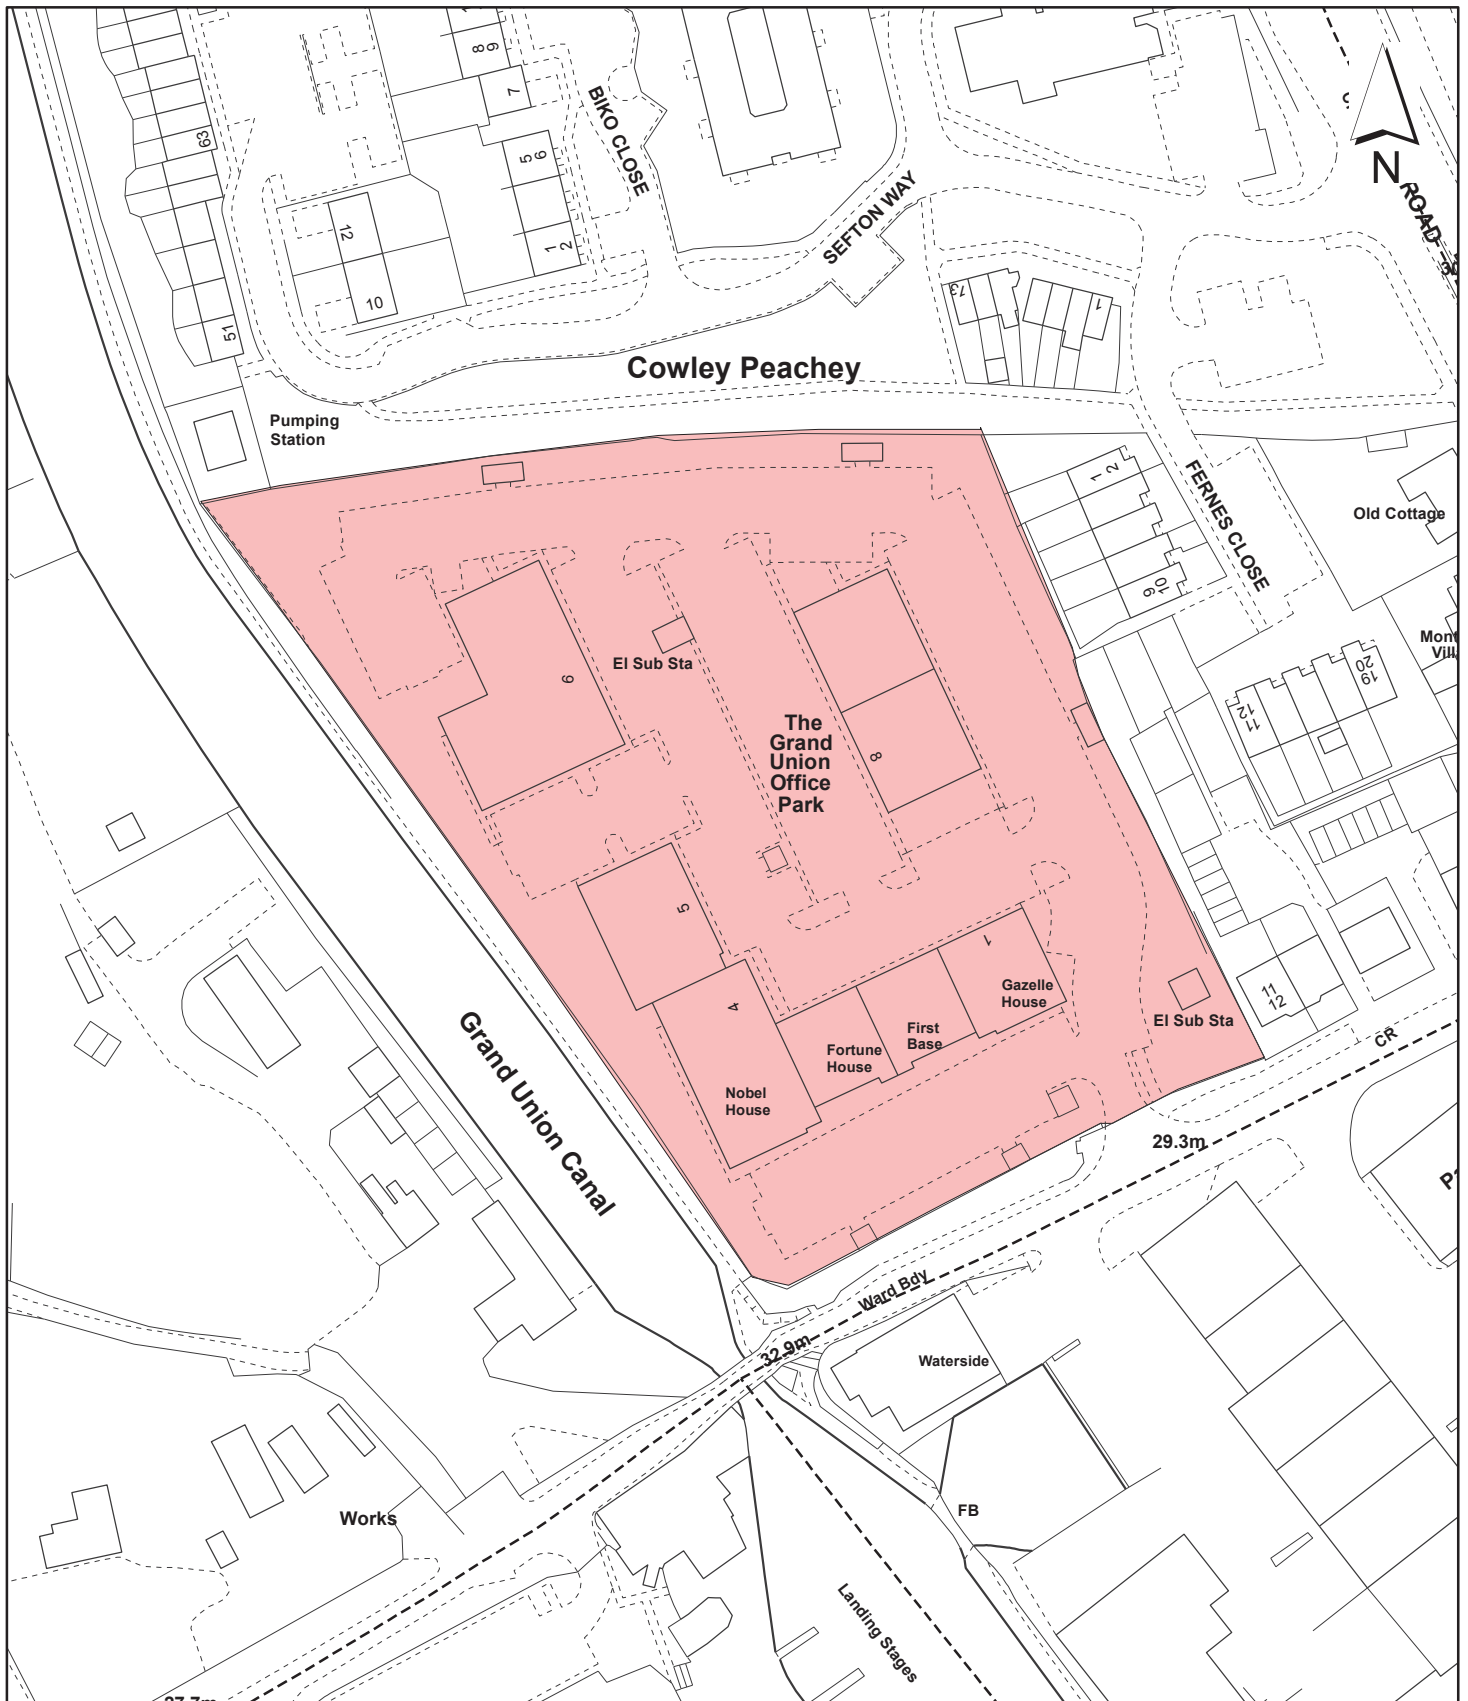 8 9
7
BIKO CLOSE
63
5 6
N
ROAD
SEFTON WAY
12
1 2
10
73
1
51
Cowley Peachey
Pumping
Station
1 2
FERNES CLOSE
Old Cottage
9 10
El Sub Sta
6
19 20
11 12
The
Grand
Union
Office
Park
8
5
1
4
Gazelle
House
11
12
El Sub Sta
First
Base
Fortune
House
CR
Grand Union Canal
Nobel
House
29.3m
Ward Bdy
32.9m
Waterside
FB
Works
Landing Stages